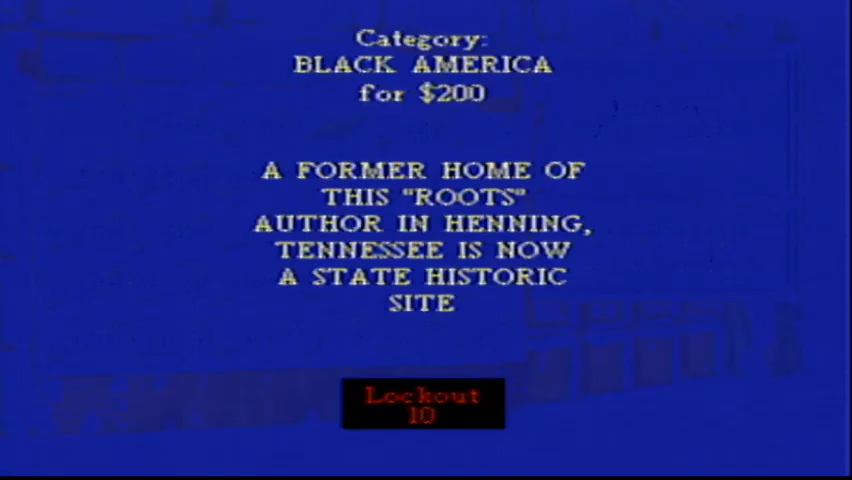 Category:
BLACK AMERICA
for $200
A FORMER HOME OF
THIS "ROOTS"
AUTHOR IN HENNING,
TENNESSEE IS NOW
A STATE HISTORIC
SITE
Lockout
10